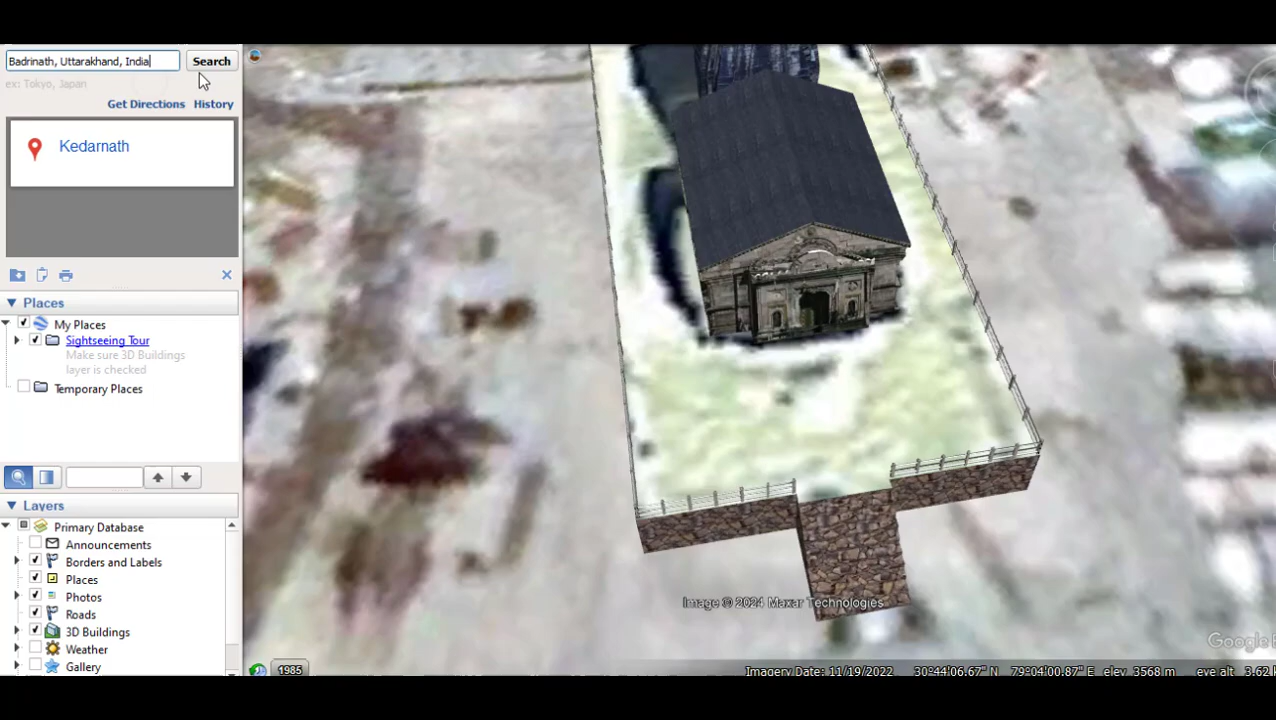 Badrinath, Uttarakhand, India
Search
ex: Tokyo, Japan
Get Directions
History
Kedarnath
Places
My Places
Sightseeing Tour
Make sure 3D Buildings
layer is checked
Temporary Places
Layers
Primary Database
Announcements
Borders and Labels
Places
Photos
Roads
3D Buildings
Weather
Gallery
Image © 2024 Maxar Technologies
Google
1985
Imagery Date: 11/19/2022 30°44'06.67" N 79°04'00.87" E elev 3568 m eye alt 3.62